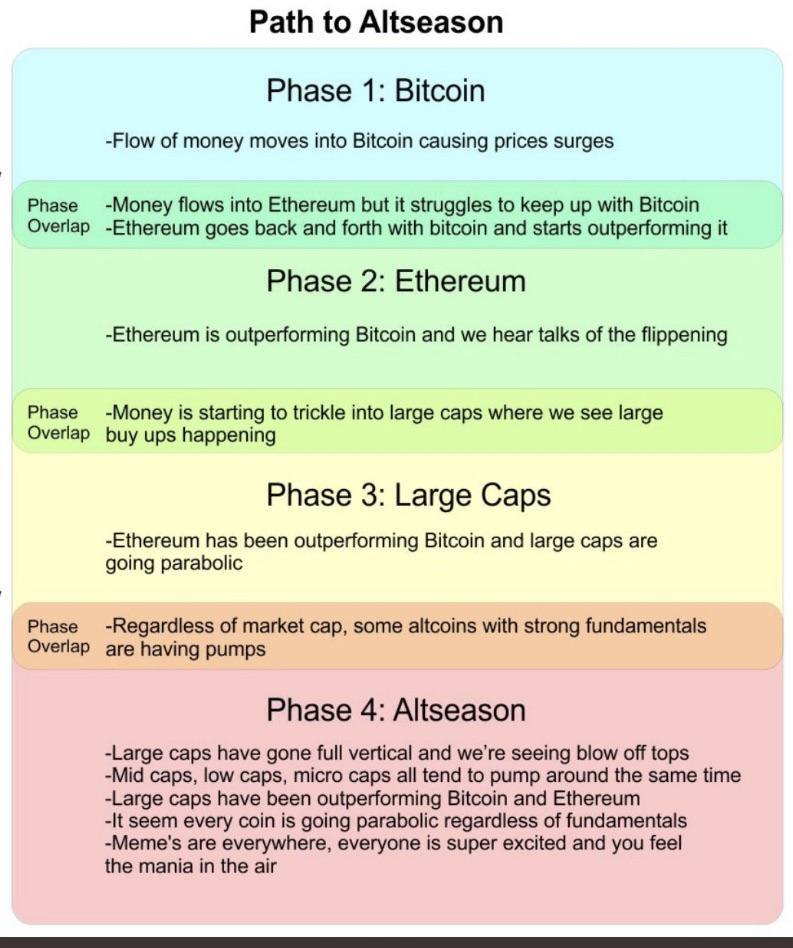 Path to Altseason
Phase 1: Bitcoin
-Flow of money moves into Bitcoin causing prices surges
Phase
Overlap
-Money flows into Ethereum but it struggles to keep up with Bitcoin
-Ethereum goes back and forth with bitcoin and starts outperforming it
Phase 2: Ethereum
-Ethereum is outperforming Bitcoin and we hear talks of the flippening
Phase
Overlap
-Money is starting to trickle into large caps where we see large
buy ups happening
Phase 3: Large Caps
-Ethereum has been outperforming Bitcoin and large caps are
going parabolic
Phase
Overlap
-Regardless of market cap, some altcoins with strong fundamentals
are having pumps
Phase 4: Altseason
-Large caps have gone full vertical and we're seeing blow off tops
-Mid caps, low caps, micro caps all tend to pump around the same time
-Large caps have been outperforming Bitcoin and Ethereum
-It seem every coin is going parabolic regardless of fundamentals
-Meme's are everywhere, everyone is super excited and you feel
the mania in the air